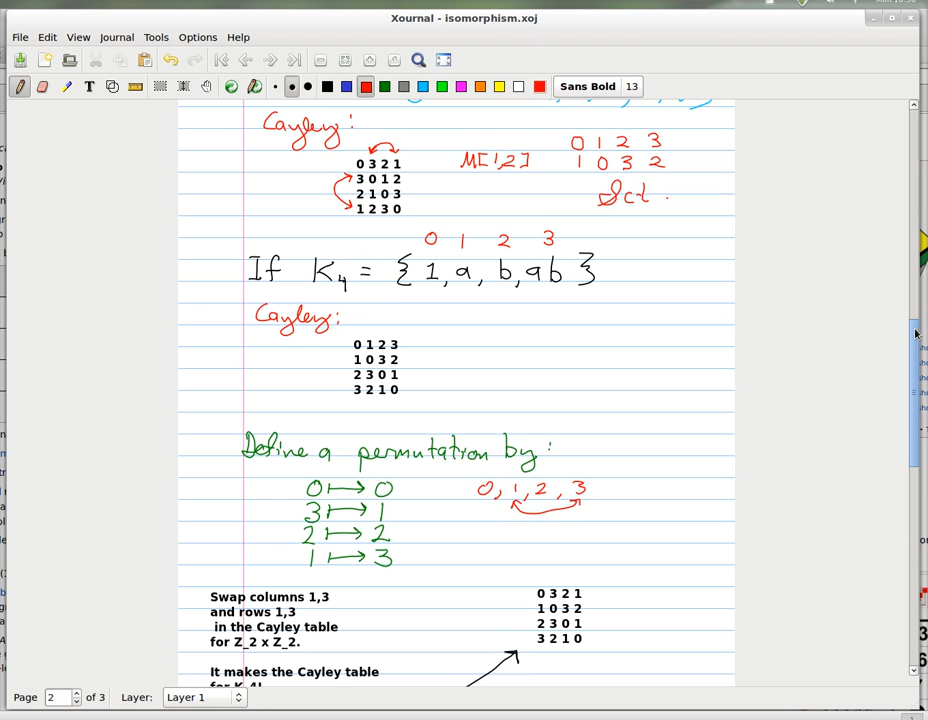 Xournal - isomorphism.xoj
File Edit View Journal Tools Options Help
Sans Bold 13
Cayley:
0 3 2 1
3 0 1 2
2 1 0 3
1 2 3 0
M[1,2]
0 1 2 3
1 0 3 2
0 1 2 3
If K4 = {1, a, b, ab}
Cayley:
0 1 2 3
1 0 3 2
2 3 0 1
3 2 1 0
Define a permutation by:
0 ↦ 0
3 ↦ 1
2 ↦ 2
1 ↦ 3
0, 1, 2, 3
Swap columns 1,3
and rows 1,3
in the Cayley table
for Z_2 x Z_2.
It makes the Cayley table
for K_4!
0 3 2 1
1 0 3 2
2 3 0 1
3 2 1 0
Page 2 of 3 Layer: Layer 1